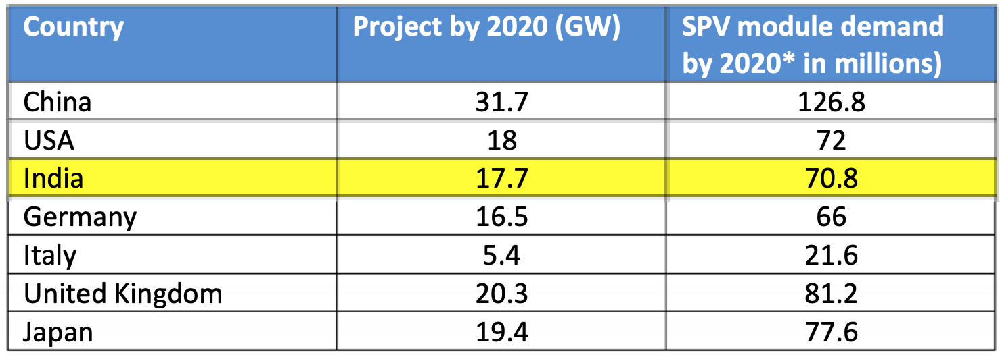 Country Project by 2020 (GW) SPV module demand
by 2020* in millions)
China 31.7 126.8
USA 18 72
India 17.7 70.8
Germany 16.5 66
Italy 5.4 21.6
United Kingdom 20.3 81.2
Japan 19.4 77.6